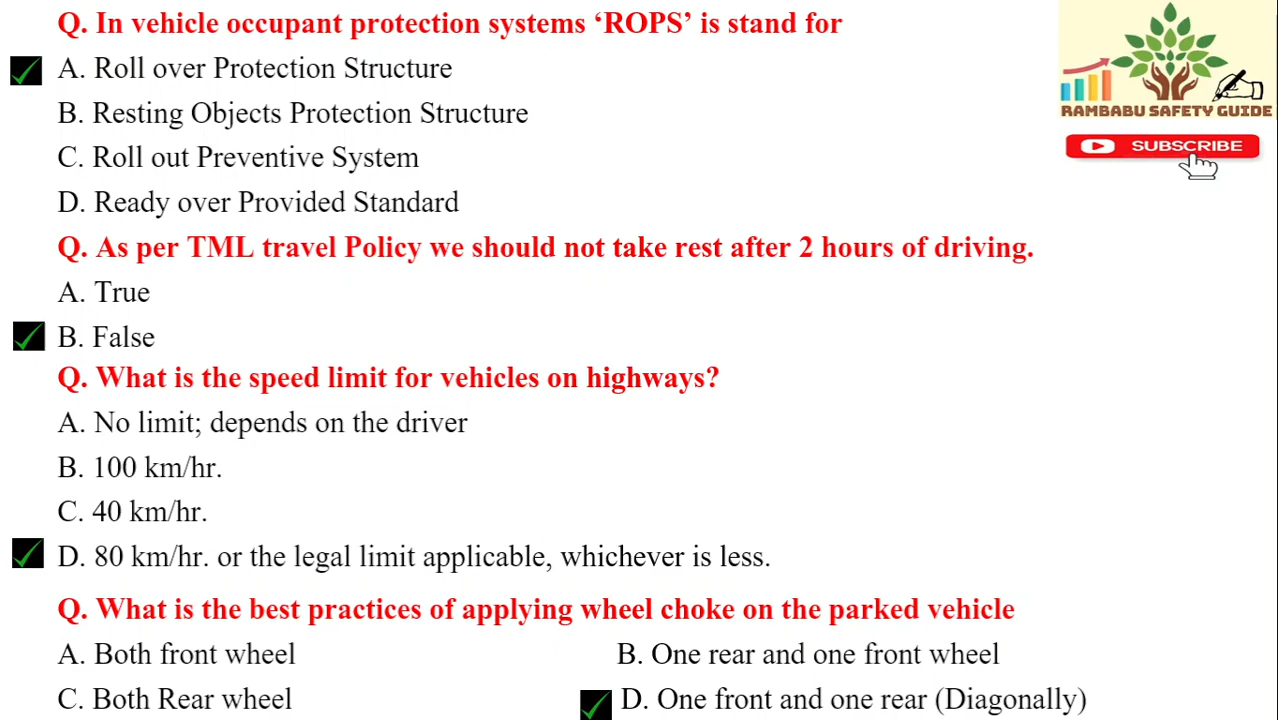 Q. In vehicle occupant protection systems ‘ROPS’ is stand for
A. Roll over Protection Structure
B. Resting Objects Protection Structure
C. Roll out Preventive System
D. Ready over Provided Standard
RAMBABU SAFETY GUIDE
SUBSCRIBE
Q. As per TML travel Policy we should not take rest after 2 hours of driving.
A. True
B. False
Q. What is the speed limit for vehicles on highways?
A. No limit; depends on the driver
B. 100 km/hr.
C. 40 km/hr.
D. 80 km/hr. or the legal limit applicable, whichever is less.
Q. What is the best practices of applying wheel choke on the parked vehicle
A. Both front wheel
B. One rear and one front wheel
C. Both Rear wheel
D. One front and one rear (Diagonally)